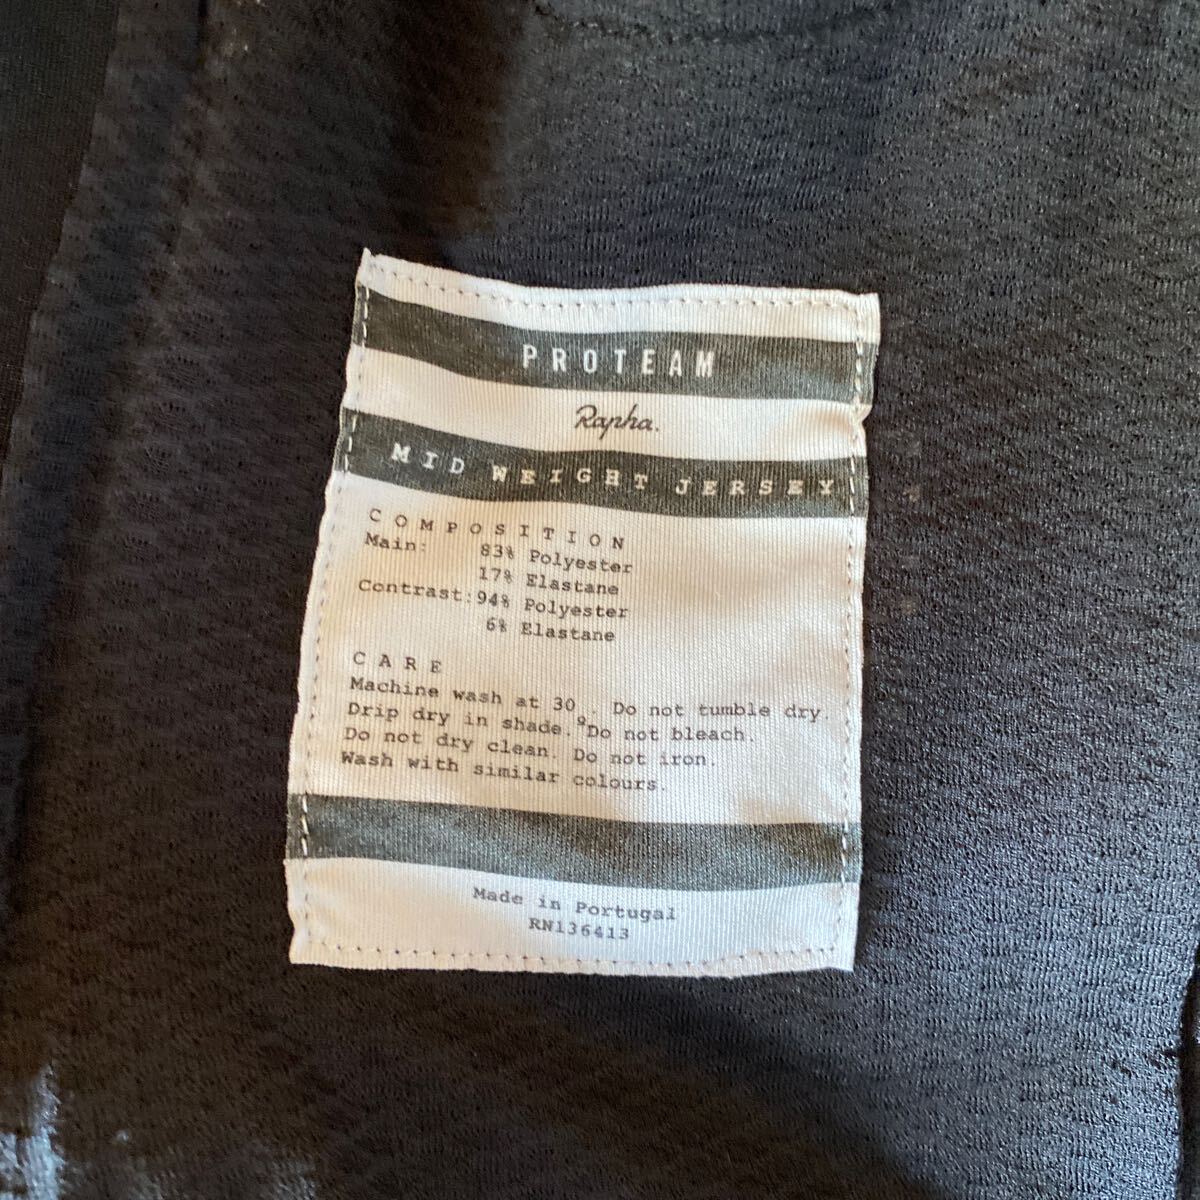 PROTEAM
Rapha.
MID WEIGHT JERSEY
COMPOSITION
Main: 83% Polyester
17% Elastane
Contrast: 94% Polyester
6% Elastane
CARE
Machine wash at 30º. Do not tumble dry.
Drip dry in shade. Do not bleach.
Do not dry clean. Do not iron.
Wash with similar colours.
Made in Portugal
RN136413